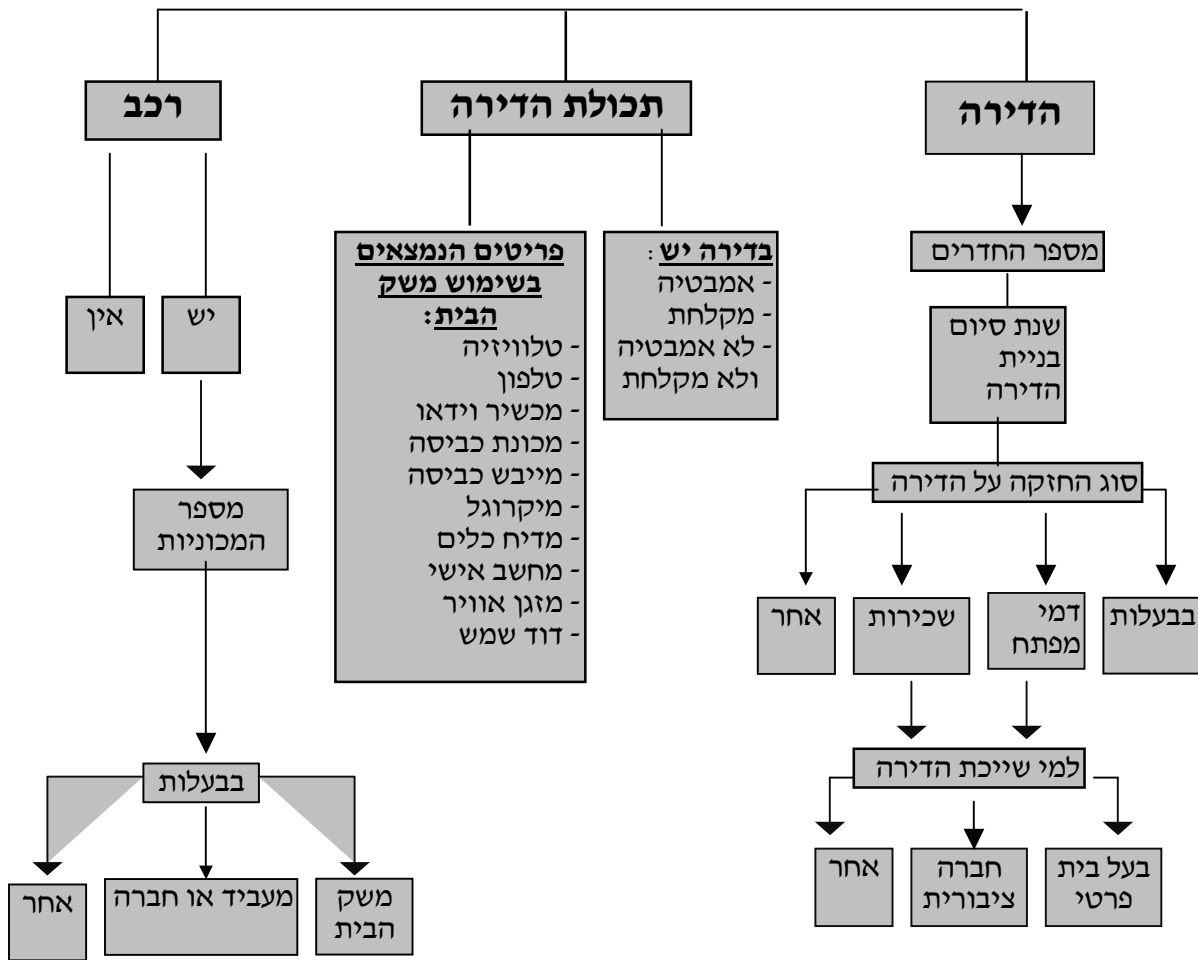 הדירה
מספר החדרים
שנת סיום
בניית
הדירה
סוג החזקה על הדירה
בבעלות
דמי
מפתח
שכירות
אחר
למי שייכת הדירה
בעל בית
פרטי
חברה
ציבורית
אחר
תכולת הדירה
בדירה יש:
- אמבטיה
- מקלחת
- לא אמבטיה
ולא מקלחת
פריטים הנמצאים
בשימוש משק
הבית:
- טלוויזיה
- טלפון
- מכשיר וידאו
- מכונת כביסה
- מייבש כביסה
- מיקרוגל
- מדיח כלים
- מחשב אישי
- מזגן אוויר
- דוד שמש
רכב
יש
אין
מספר
המכוניות
בבעלות
משק
הבית
מעביד או חברה
אחר